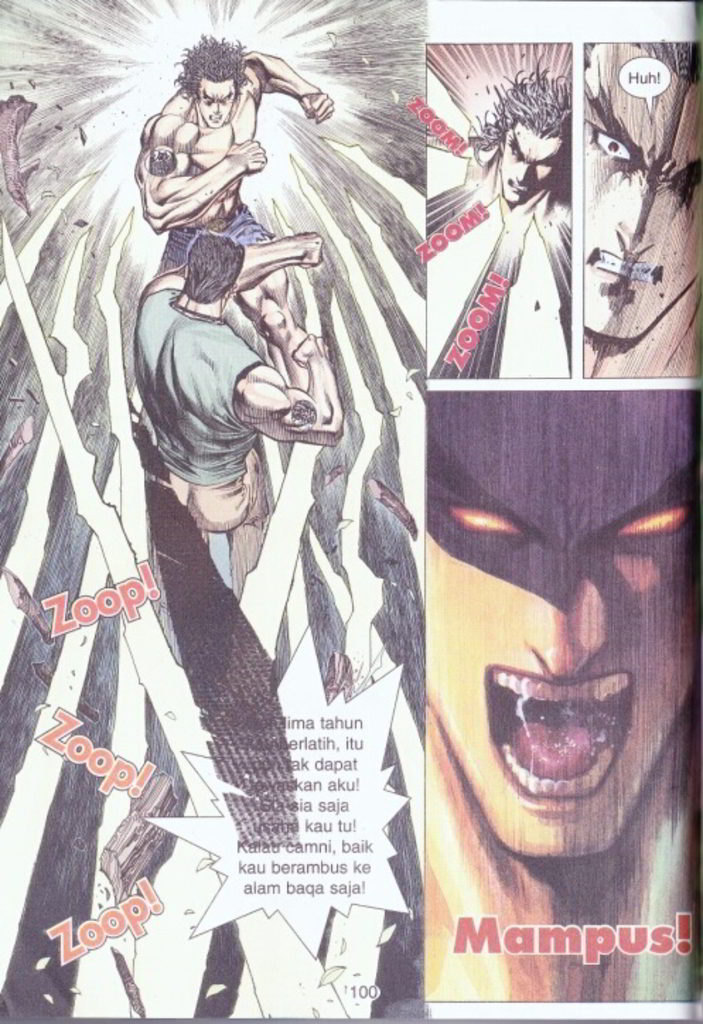 Zoop!
Zoop!
Zoop!
lima tahun
berlatih, itu
tak dapat
aku!
sia saja
kau tu!
Kalau camni, baik
kau berambus ke
alam baqa saja!
100
ZOOM!
ZOOM!
ZOOM!
Huh!
Mampus!